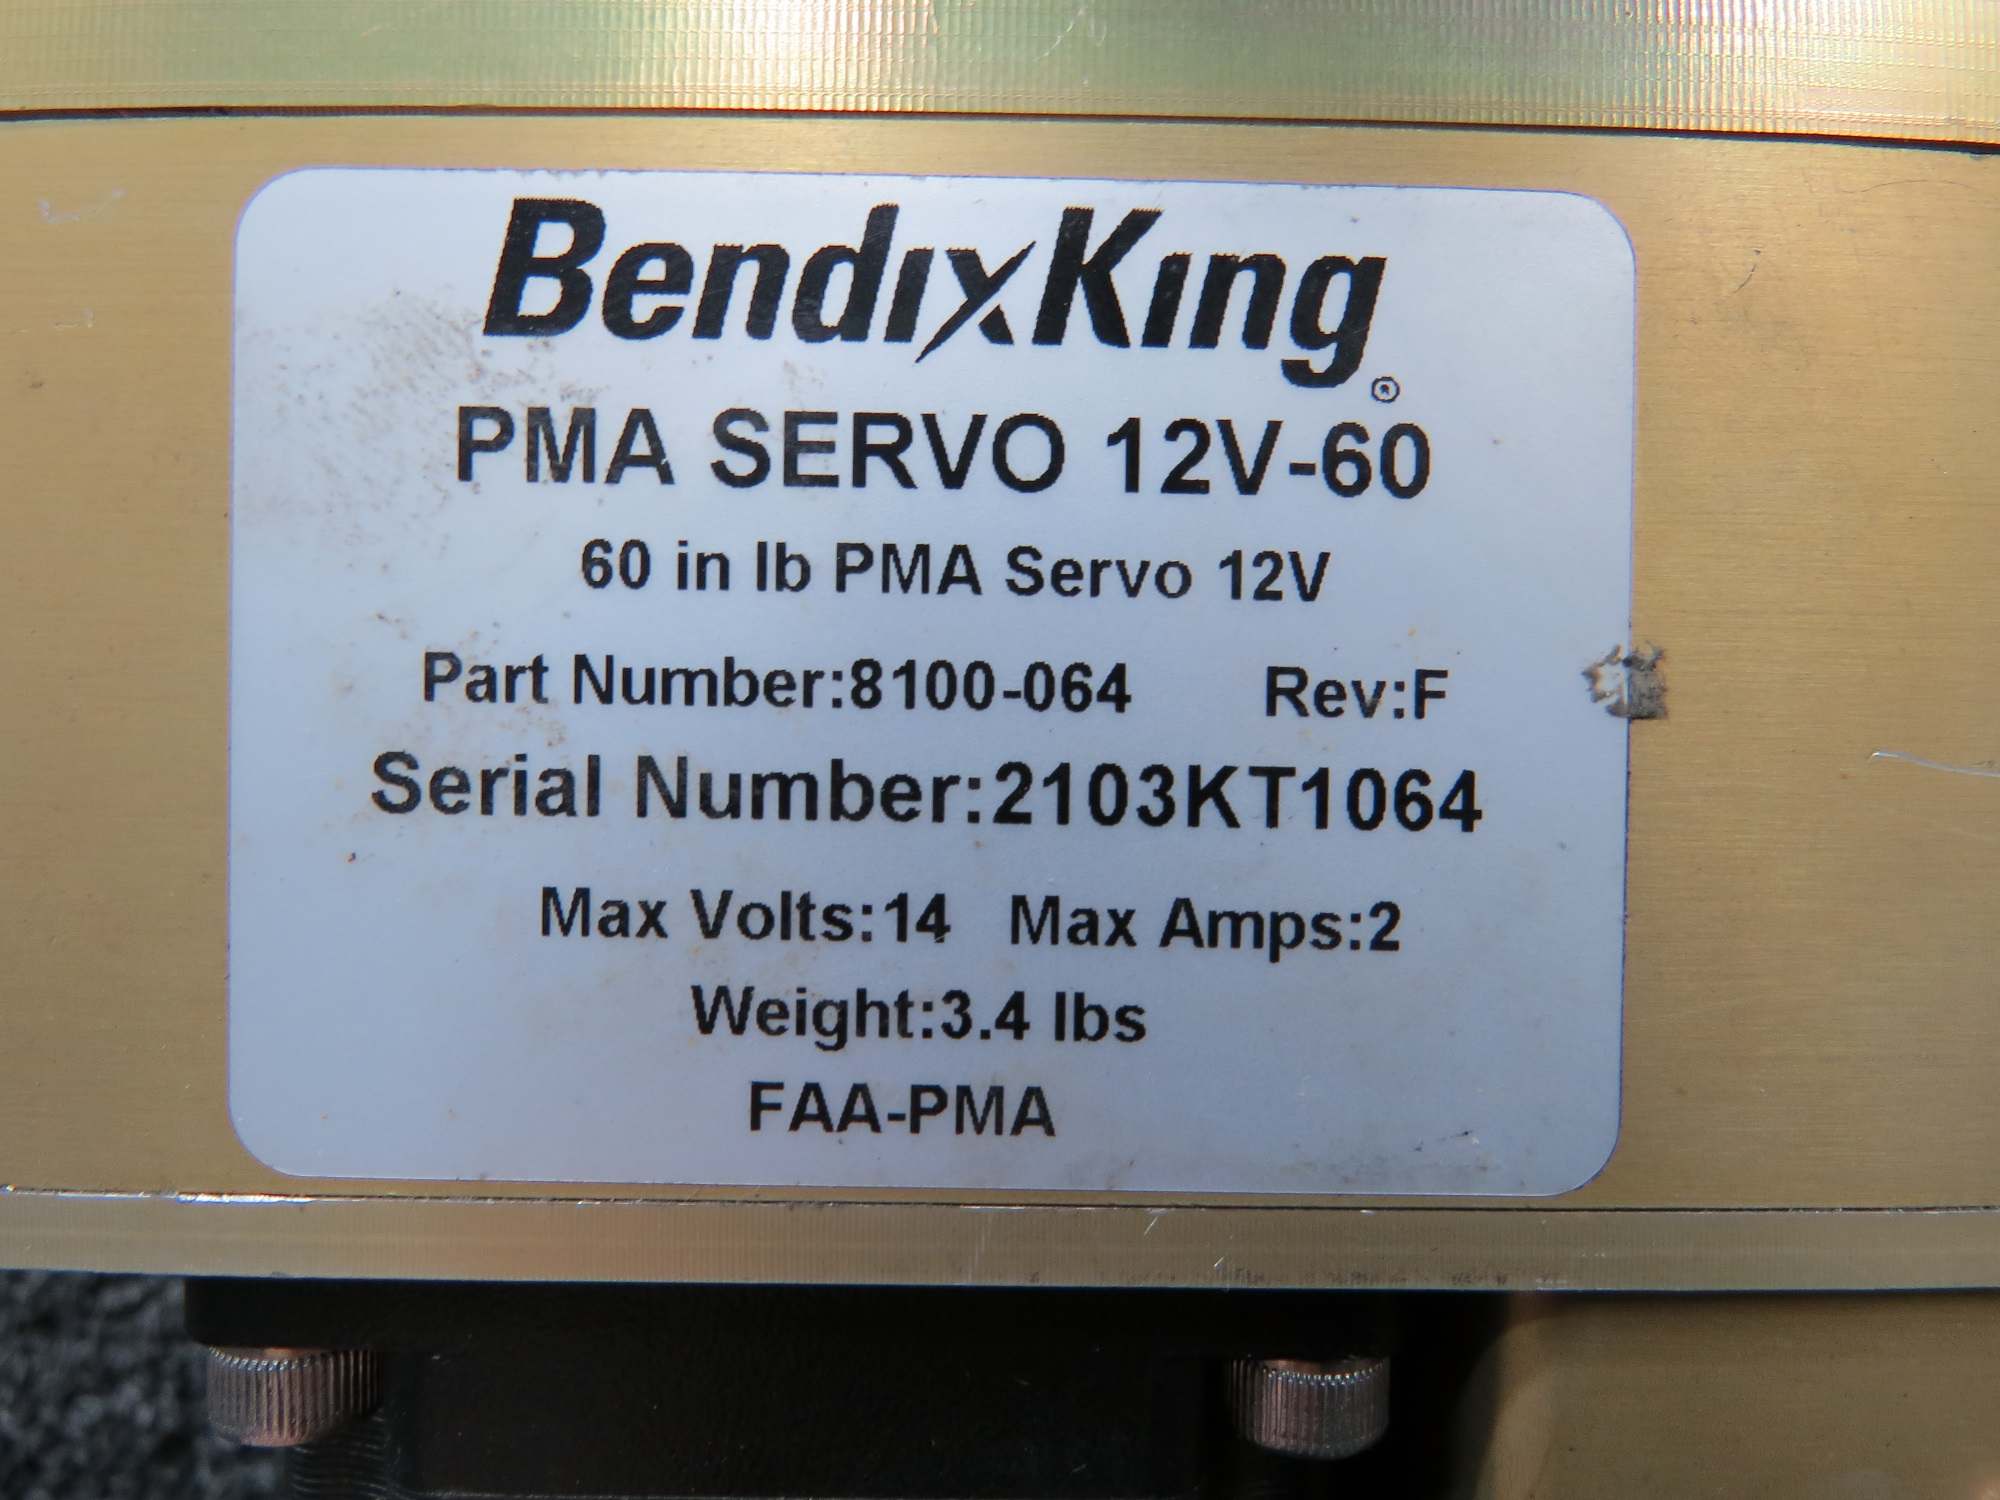 BendixKing®
PMA SERVO 12V-60
60 in lb PMA Servo 12V
Part Number:8100-064 Rev:F
Serial Number:2103KT1064
Max Volts:14 Max Amps:2
Weight:3.4 lbs
FAA-PMA